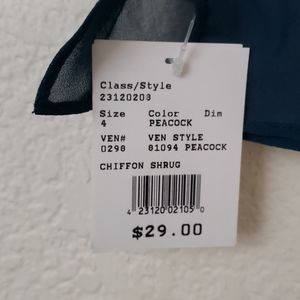 Class/Style
23120208
Size Color Dim
4 PEACOCK
VEN# VEN STYLE
0298 81094 PEACOCK
CHIFFON SHRUG
4 23120 02105 0
$29.00